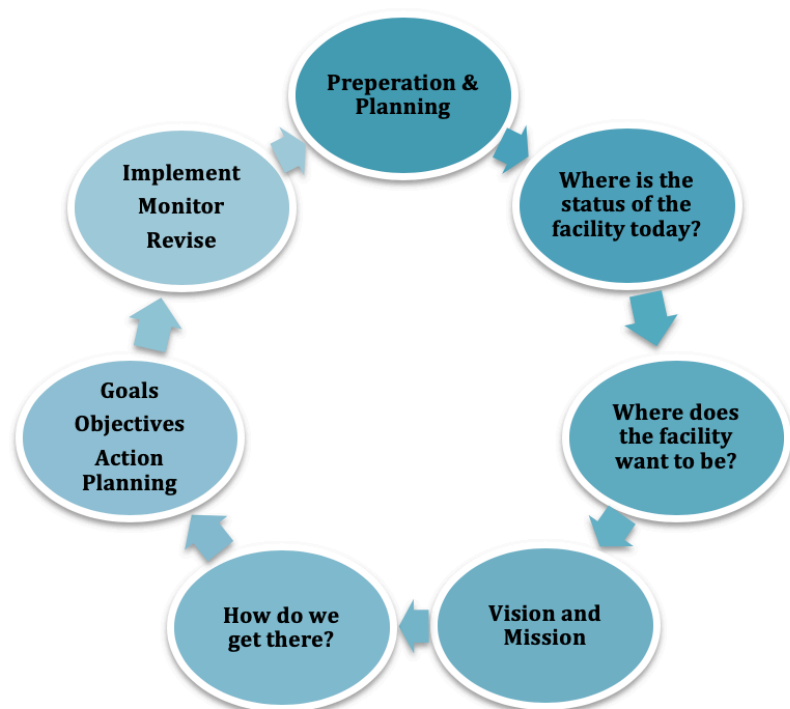 Preperation &
Planning
Where is the
status of the
facility today?
Where does
the facility
want to be?
Vision and
Mission
How do we
get there?
Goals
Objectives
Action
Planning
Implement
Monitor
Revise